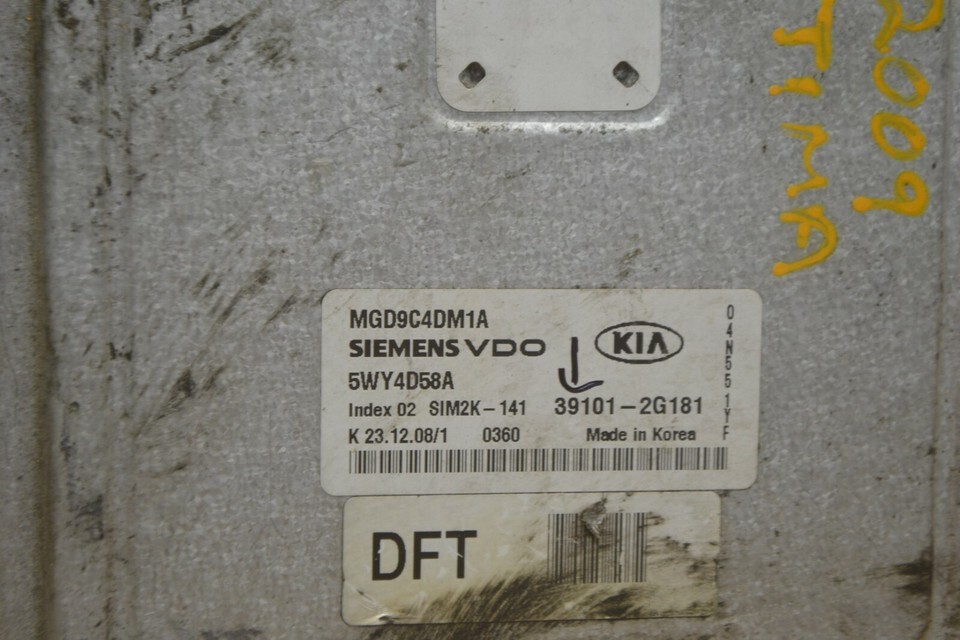 2009
TIMA
MGD9C4DM1A
SIEMENS VDO
KIA
5WY4D58A
Index 02 SIM2K-141 39101-2G181
K 23.12.08/1 0360 Made in Korea
04N551YF
DFT